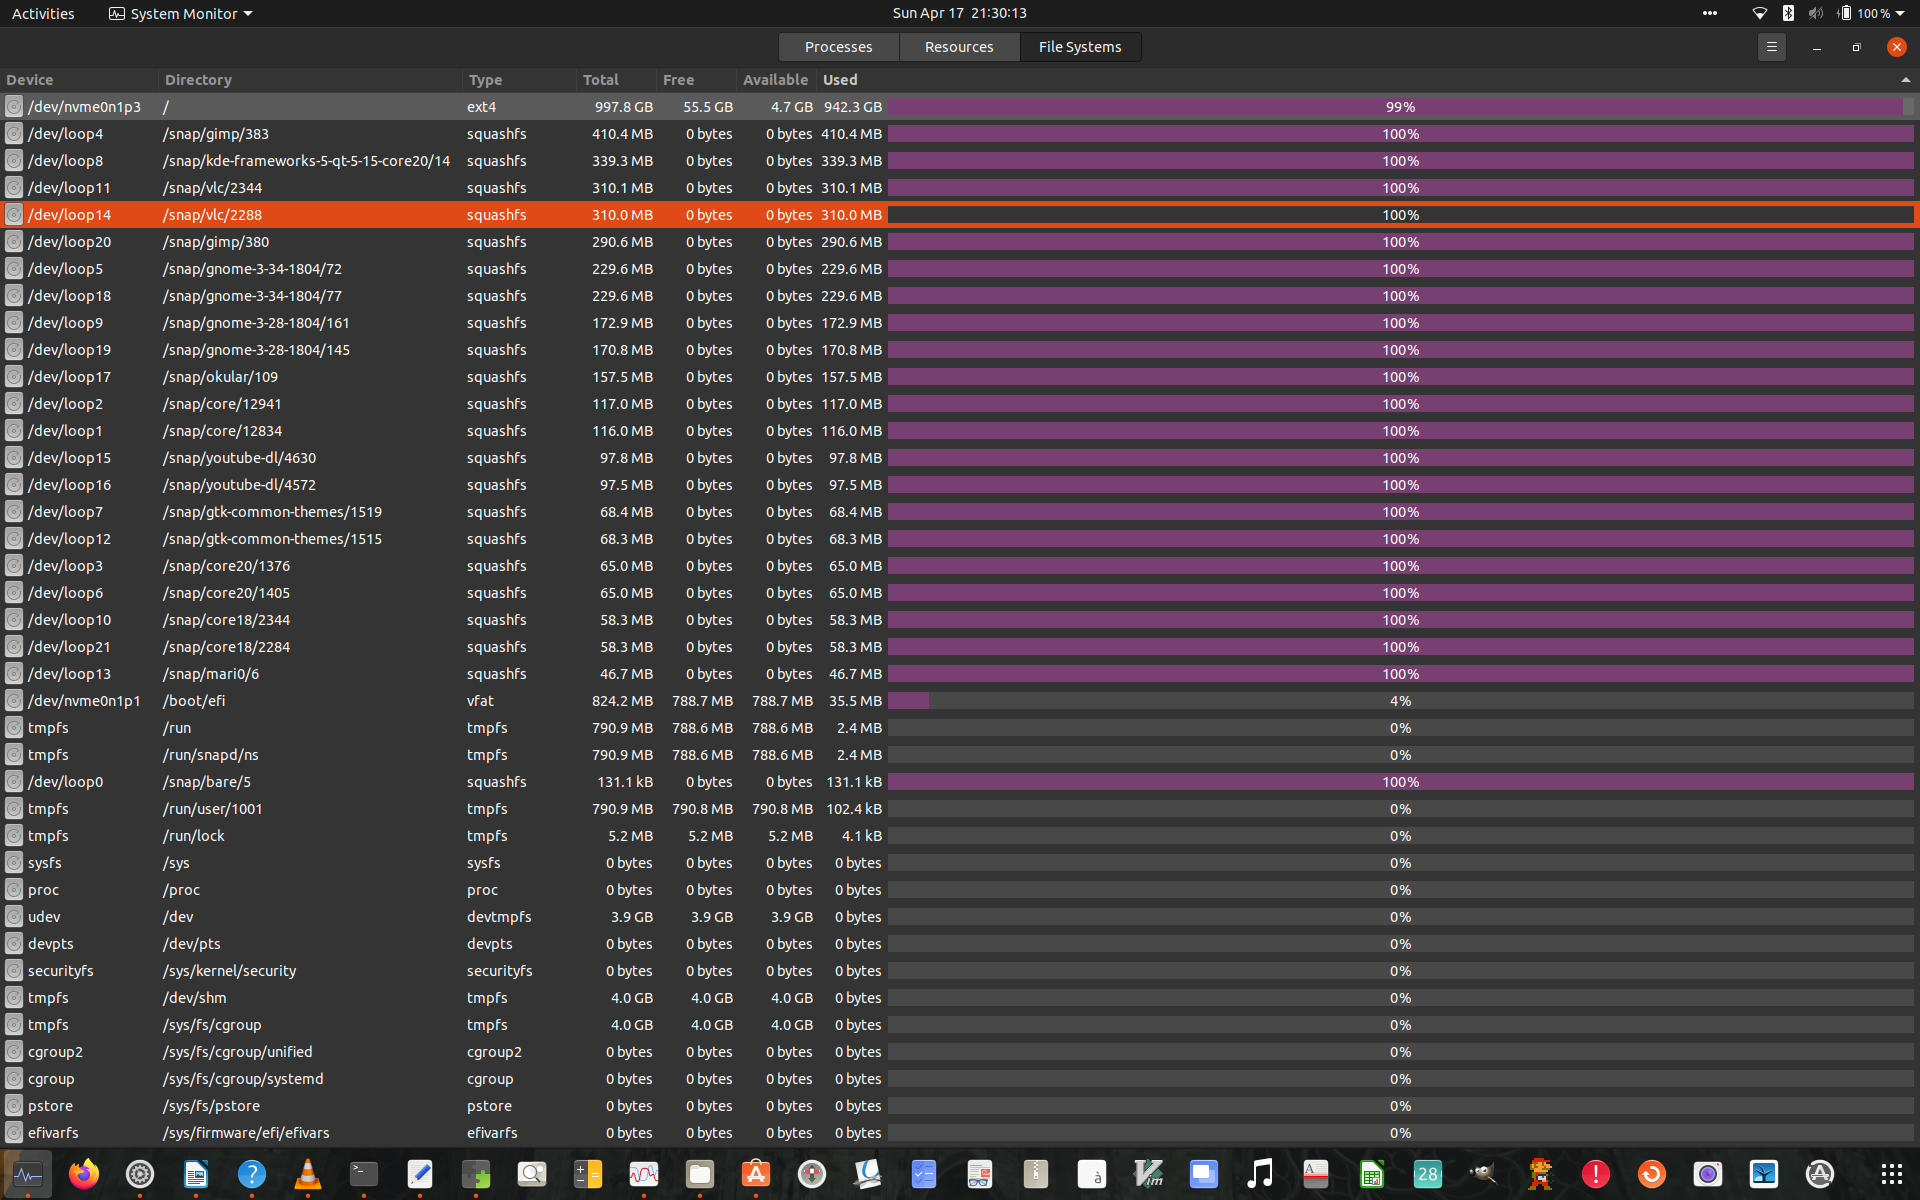 Activities System Monitor Sun Apr 17 21:30:13 100 %
Processes Resources File Systems
Device Directory Type Total Free Available Used
/dev/nvme0n1p3 / ext4 997.8 GB 55.5 GB 4.7 GB 942.3 GB 99%
/dev/loop4 /snap/gimp/383 squashfs 410.4 MB 0 bytes 0 bytes 410.4 MB 100%
/dev/loop8 /snap/kde-frameworks-5-qt-5-15-core20/14 squashfs 339.3 MB 0 bytes 0 bytes 339.3 MB 100%
/dev/loop11 /snap/vlc/2344 squashfs 310.1 MB 0 bytes 0 bytes 310.1 MB 100%
/dev/loop14 /snap/vlc/2288 squashfs 310.0 MB 0 bytes 0 bytes 310.0 MB 100%
/dev/loop20 /snap/gimp/380 squashfs 290.6 MB 0 bytes 0 bytes 290.6 MB 100%
/dev/loop5 /snap/gnome-3-34-1804/72 squashfs 229.6 MB 0 bytes 0 bytes 229.6 MB 100%
/dev/loop18 /snap/gnome-3-34-1804/77 squashfs 229.6 MB 0 bytes 0 bytes 229.6 MB 100%
/dev/loop9 /snap/gnome-3-28-1804/161 squashfs 172.9 MB 0 bytes 0 bytes 172.9 MB 100%
/dev/loop19 /snap/gnome-3-28-1804/145 squashfs 170.8 MB 0 bytes 0 bytes 170.8 MB 100%
/dev/loop17 /snap/okular/109 squashfs 157.5 MB 0 bytes 0 bytes 157.5 MB 100%
/dev/loop2 /snap/core/12941 squashfs 117.0 MB 0 bytes 0 bytes 117.0 MB 100%
/dev/loop1 /snap/core/12834 squashfs 116.0 MB 0 bytes 0 bytes 116.0 MB 100%
/dev/loop15 /snap/youtube-dl/4630 squashfs 97.8 MB 0 bytes 0 bytes 97.8 MB 100%
/dev/loop16 /snap/youtube-dl/4572 squashfs 97.5 MB 0 bytes 0 bytes 97.5 MB 100%
/dev/loop7 /snap/gtk-common-themes/1519 squashfs 68.4 MB 0 bytes 0 bytes 68.4 MB 100%
/dev/loop12 /snap/gtk-common-themes/1515 squashfs 68.3 MB 0 bytes 0 bytes 68.3 MB 100%
/dev/loop3 /snap/core20/1376 squashfs 65.0 MB 0 bytes 0 bytes 65.0 MB 100%
/dev/loop6 /snap/core20/1405 squashfs 65.0 MB 0 bytes 0 bytes 65.0 MB 100%
/dev/loop10 /snap/core18/2344 squashfs 58.3 MB 0 bytes 0 bytes 58.3 MB 100%
/dev/loop21 /snap/core18/2284 squashfs 58.3 MB 0 bytes 0 bytes 58.3 MB 100%
/dev/loop13 /snap/mari0/6 squashfs 46.7 MB 0 bytes 0 bytes 46.7 MB 100%
/dev/nvme0n1p1 /boot/efi vfat 824.2 MB 788.7 MB 788.7 MB 35.5 MB 4%
tmpfs /run tmpfs 790.9 MB 788.6 MB 788.6 MB 2.4 MB 0%
tmpfs /run/snapd/ns tmpfs 790.9 MB 788.6 MB 788.6 MB 2.4 MB 0%
/dev/loop0 /snap/bare/5 squashfs 131.1 kB 0 bytes 0 bytes 131.1 kB 100%
tmpfs /run/user/1001 tmpfs 790.9 MB 790.8 MB 790.8 MB 102.4 kB 0%
tmpfs /run/lock tmpfs 5.2 MB 5.2 MB 5.2 MB 4.1 kB 0%
sysfs /sys sysfs 0 bytes 0 bytes 0 bytes 0 bytes 0%
proc /proc proc 0 bytes 0 bytes 0 bytes 0 bytes 0%
udev /dev devtmpfs 3.9 GB 3.9 GB 3.9 GB 0 bytes 0%
devpts /dev/pts devpts 0 bytes 0 bytes 0 bytes 0 bytes 0%
securityfs /sys/kernel/security securityfs 0 bytes 0 bytes 0 bytes 0 bytes 0%
tmpfs /dev/shm tmpfs 4.0 GB 4.0 GB 4.0 GB 0 bytes 0%
tmpfs /sys/fs/cgroup tmpfs 4.0 GB 4.0 GB 4.0 GB 0 bytes 0%
cgroup2 /sys/fs/cgroup/unified cgroup2 0 bytes 0 bytes 0 bytes 0 bytes 0%
cgroup /sys/fs/cgroup/systemd cgroup 0 bytes 0 bytes 0 bytes 0 bytes 0%
pstore /sys/fs/pstore pstore 0 bytes 0 bytes 0 bytes 0 bytes 0%
efivarfs /sys/firmware/efi/efivars efivarfs 0 bytes 0 bytes 0 bytes 0 bytes 0%
? à Vim A 28 !